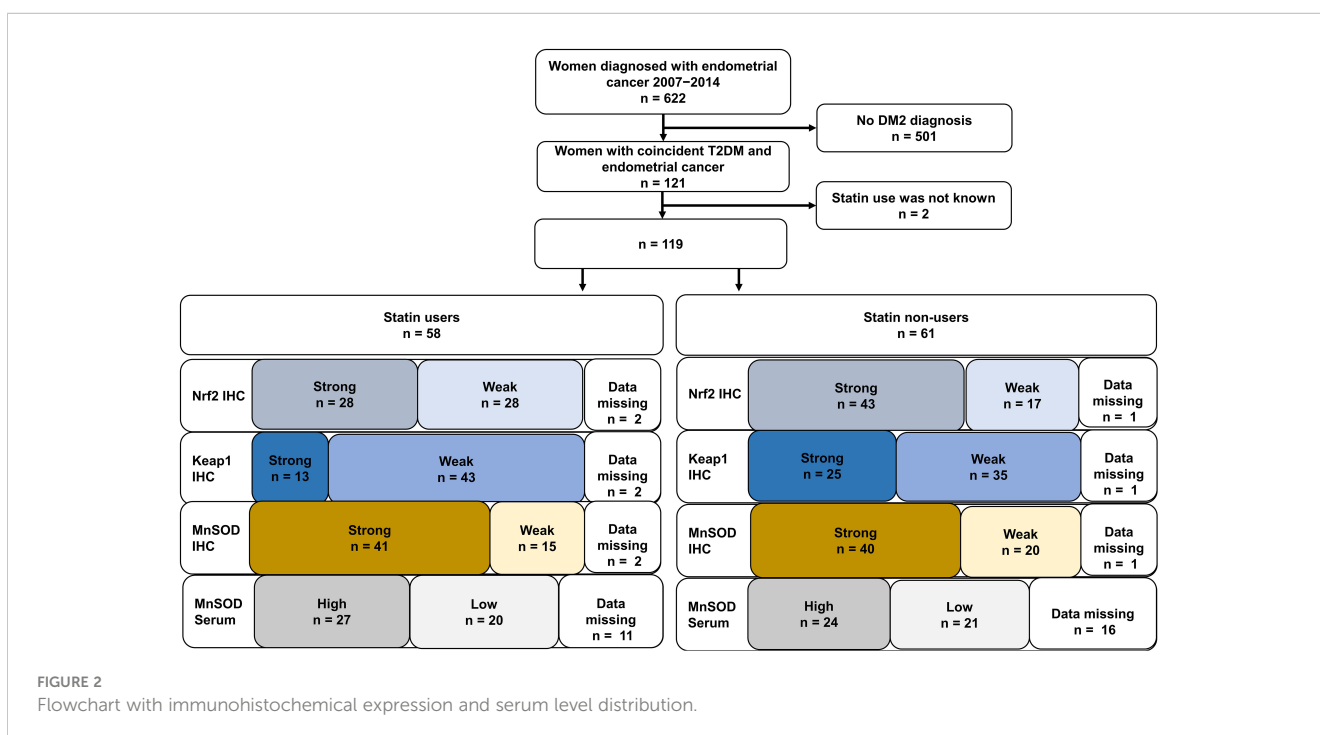 Women diagnosed with endometrial
cancer 2007−2014
n = 622
No DM2 diagnosis
n = 501
Women with coincident T2DM and
endometrial cancer
n = 121
Statin use was not known
n = 2
n = 119
Statin users
n = 58
Nrf2 IHC
Strong
n = 28
Weak
n = 28
Data
missing
n = 2
Keap1
IHC
Strong
n = 13
Weak
n = 43
Data
missing
n = 2
MnSOD
IHC
Strong
n = 41
Weak
n = 15
Data
missing
n = 2
MnSOD
Serum
High
n = 27
Low
n = 20
Data
missing
n = 11
Statin non-users
n = 61
Nrf2 IHC
Strong
n = 43
Weak
n = 17
Data
missing
n = 1
Keap1
IHC
Strong
n = 25
Weak
n = 35
Data
missing
n = 1
MnSOD
IHC
Strong
n = 40
Weak
n = 20
Data
missing
n = 1
MnSOD
Serum
High
n = 24
Low
n = 21
Data missing
n = 16
FIGURE 2
Flowchart with immunohistochemical expression and serum level distribution.